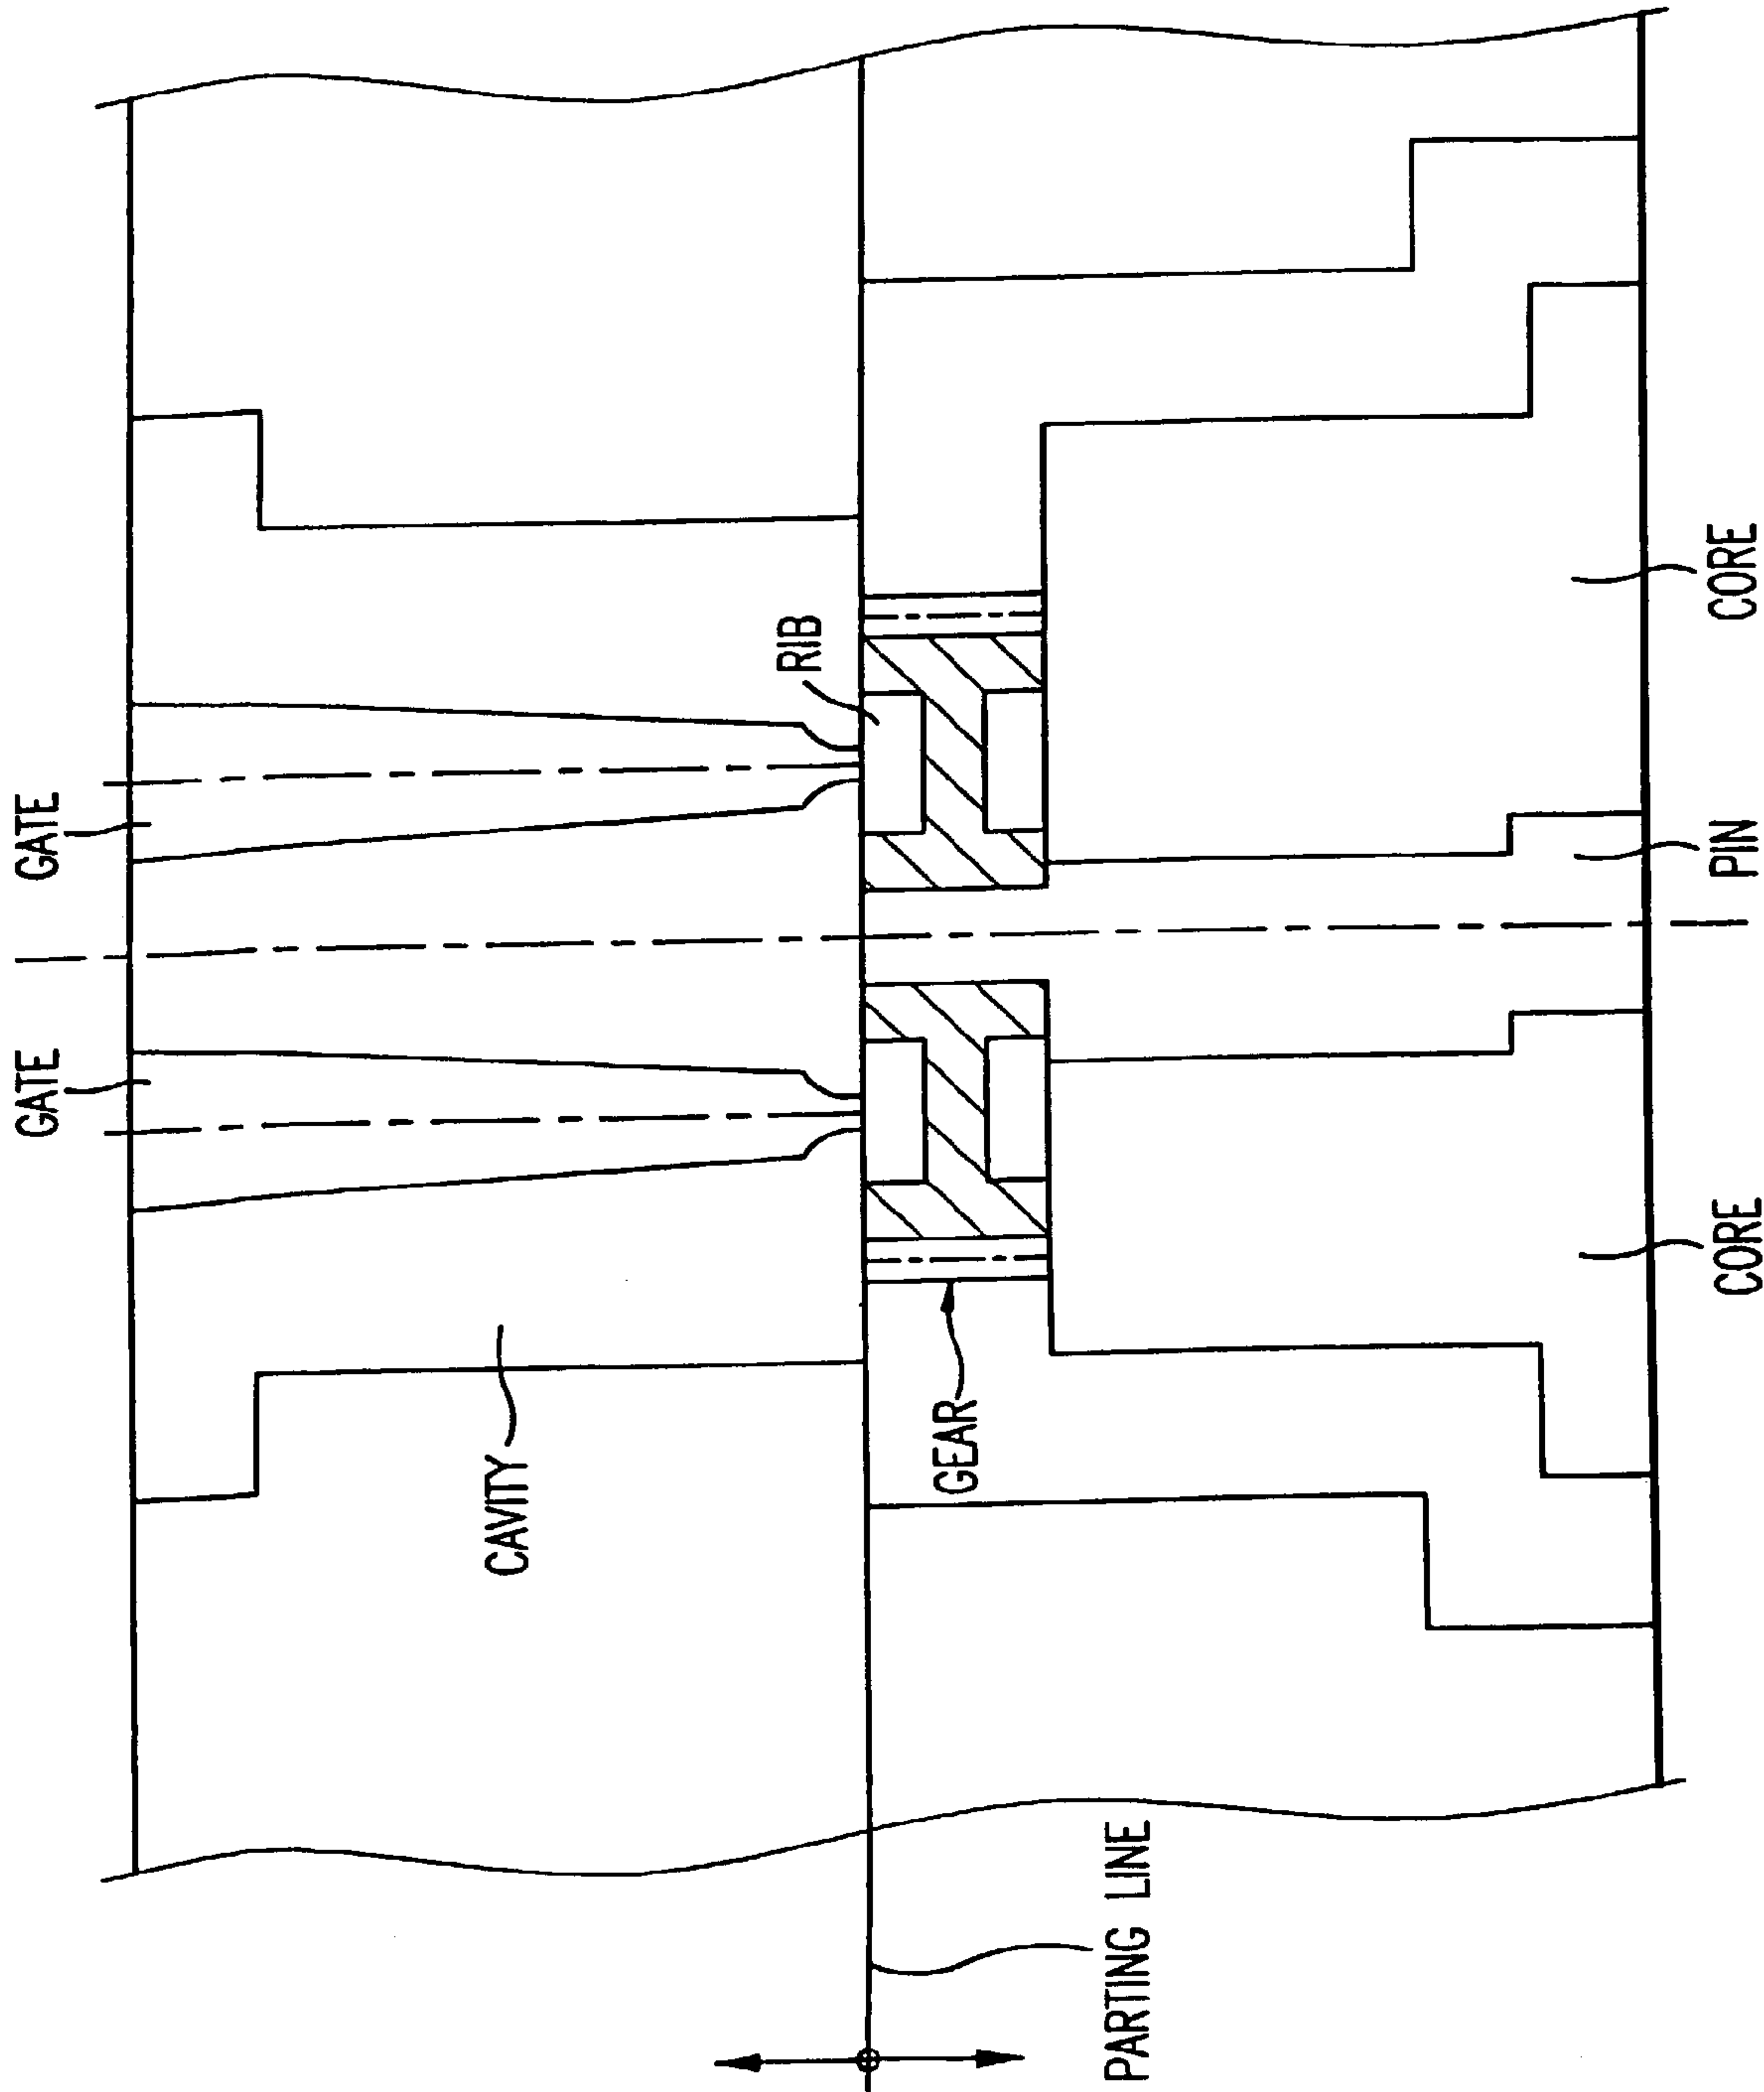 GATE
GATE
CAVITY
RIB
GEAR
PARTING LINE
CORE
PIN
CORE